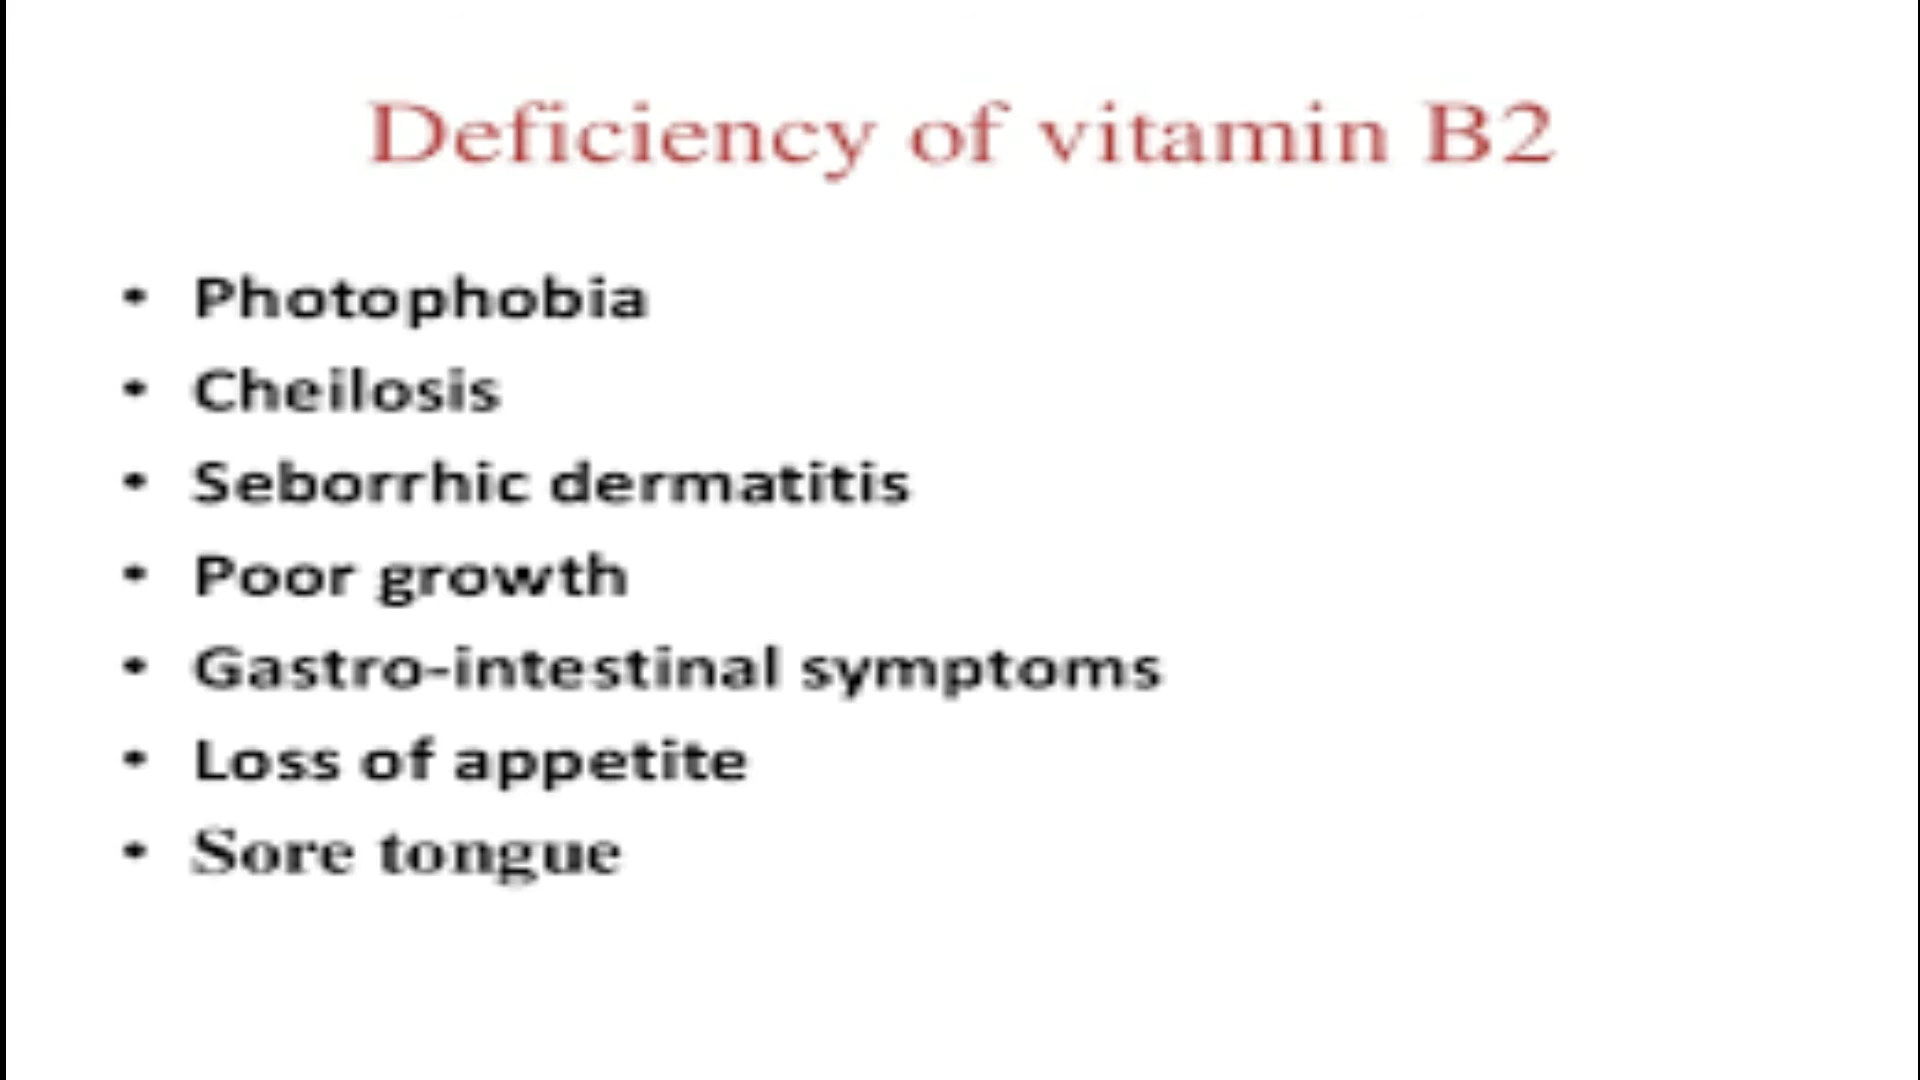 Deficiency of vitamin B2
• Photophobia
• Cheilosis
• Seborrhic dermatitis
• Poor growth
• Gastro-intestinal symptoms
• Loss of appetite
• Sore tongue